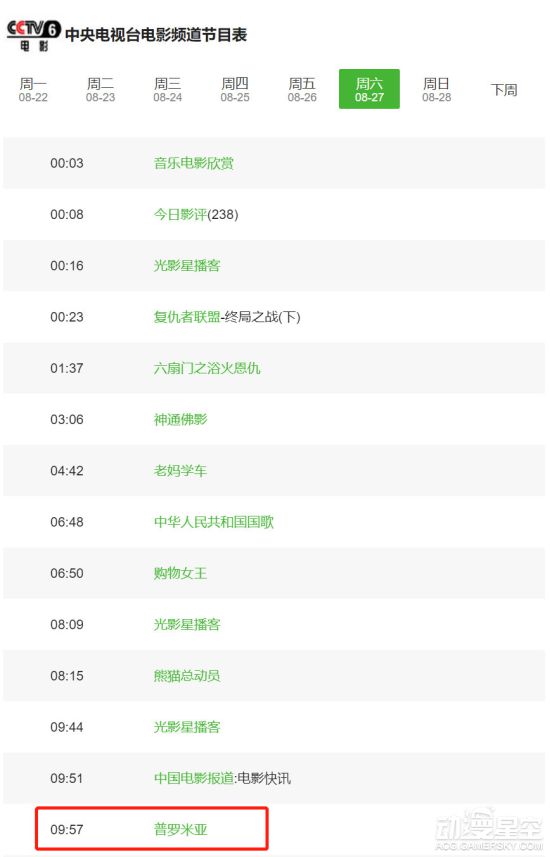 CCTV6 电影 中央电视台电影频道节目表
周一 周二 周三 周四 周五 周六 周日 下周
08-22 08-23 08-24 08-25 08-26 08-27 08-28
00:03 音乐电影欣赏
00:08 今日影评(238)
00:16 光影星播客
00:23 复仇者联盟-终局之战(下)
01:37 六扇门之浴火恩仇
03:06 神通佛影
04:42 老妈学车
06:48 中华人民共和国国歌
06:50 购物女王
08:09 光影星播客
08:15 熊猫总动员
09:44 光影星播客
09:51 中国电影报道:电影快讯
09:57 普罗米亚
动漫星空
ACG.GAMERSKY.COM